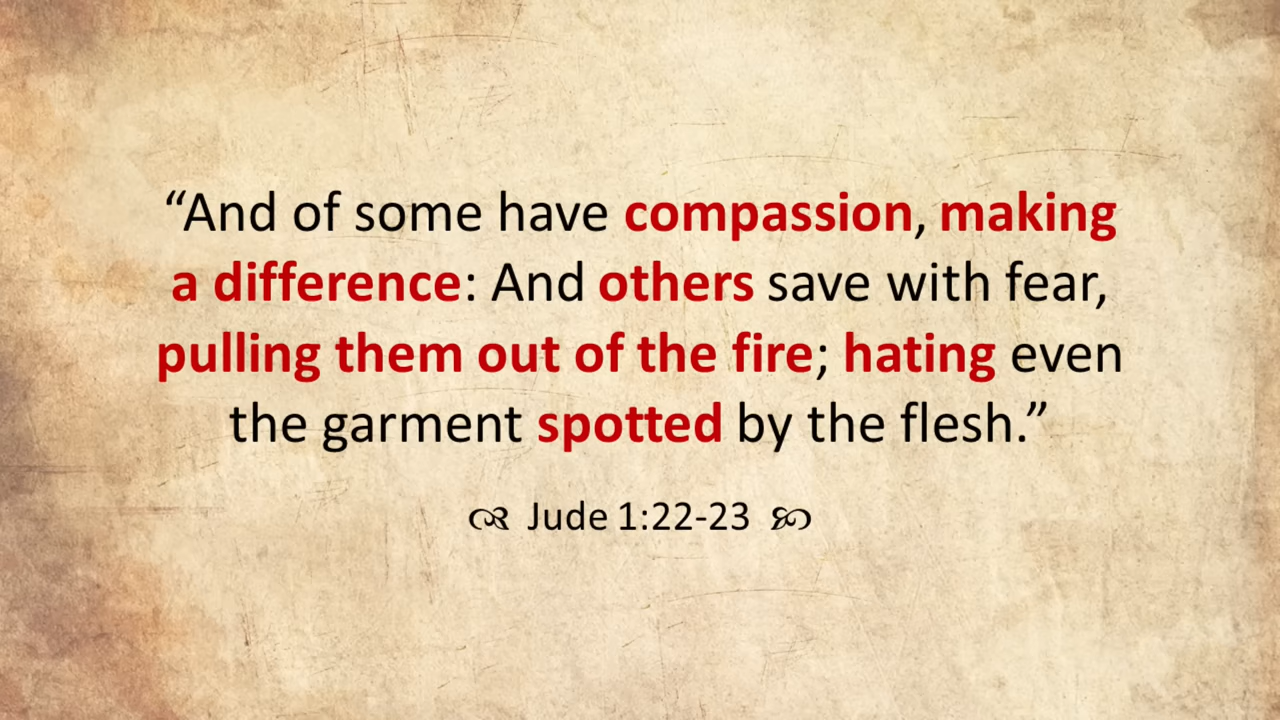 “And of some have compassion, making
a difference: And others save with fear,
pulling them out of the fire; hating even
the garment spotted by the flesh.”
Jude 1:22-23